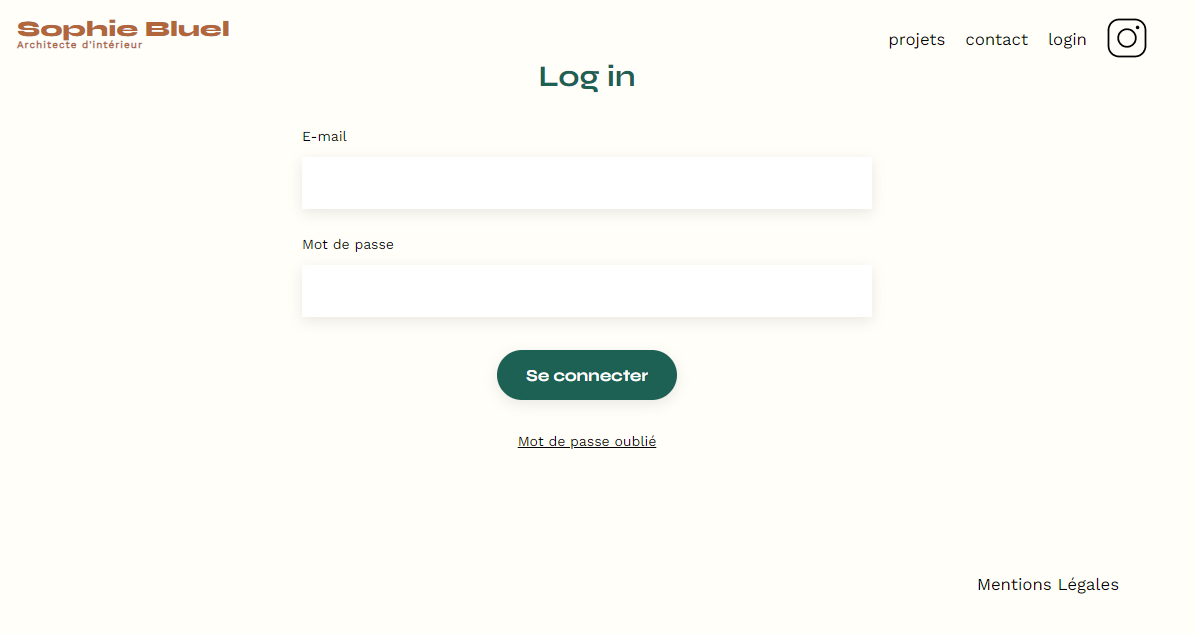 Sophie Bluel
Architecte d'intérieur
projets contact login
Log in
E-mail
Mot de passe
Se connecter
Mot de passe oublié
Mentions Légales